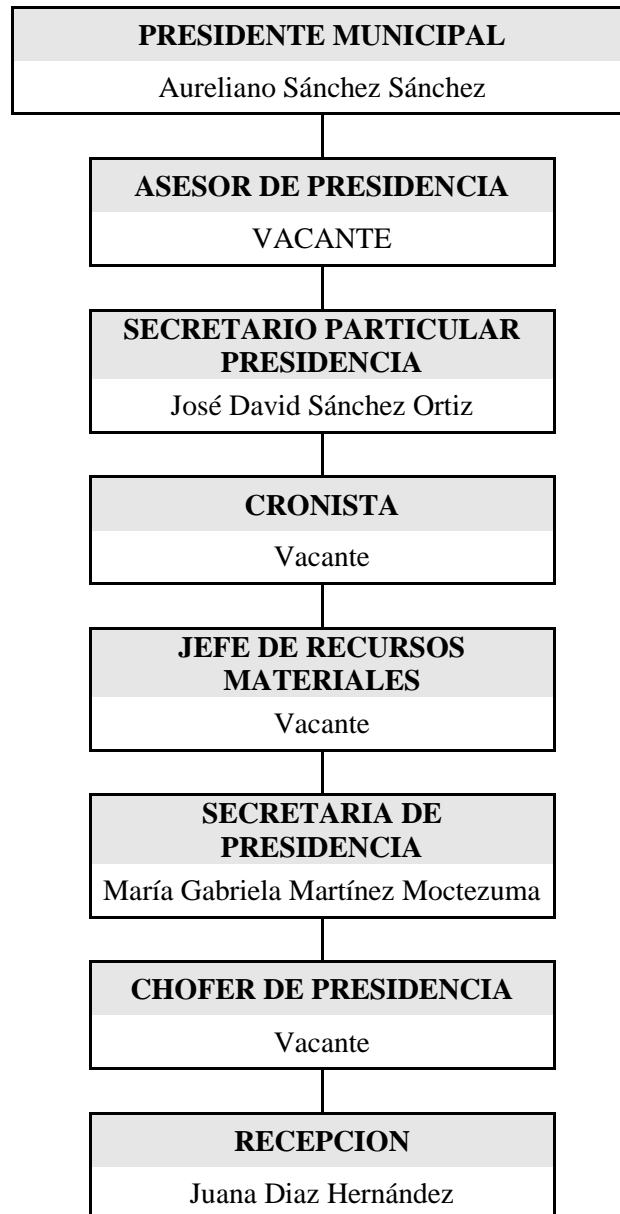 PRESIDENTE MUNICIPAL
Aureliano Sánchez Sánchez
ASESOR DE PRESIDENCIA
VACANTE
SECRETARIO PARTICULAR
PRESIDENCIA
José David Sánchez Ortiz
CRONISTA
Vacante
JEFE DE RECURSOS
MATERIALES
Vacante
SECRETARIA DE
PRESIDENCIA
María Gabriela Martínez Moctezuma
CHOFER DE PRESIDENCIA
Vacante
RECEPCION
Juana Diaz Hernández